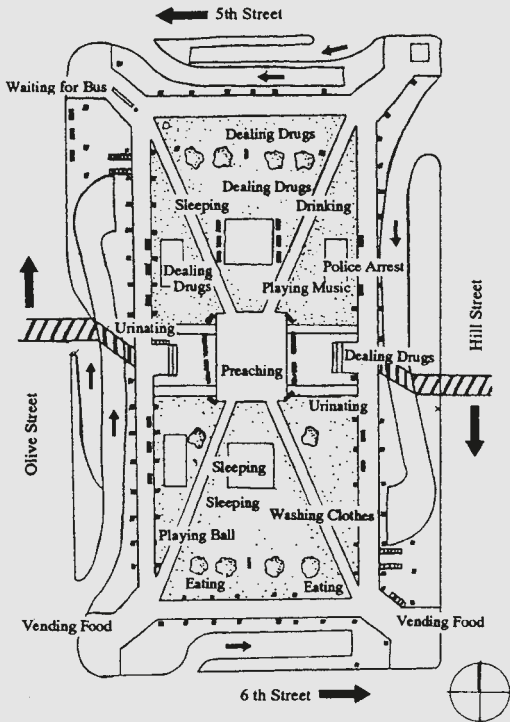 5th Street
Waiting for Bus
Dealing Drugs
Dealing Drugs
Sleeping
Drinking
Dealing
Drugs
Police Arrest
Playing Music
Urinating
Dealing Drugs
Hill Street
Olive Street
Preaching
Urinating
Sleeping
Sleeping
Washing Clothes
Playing Ball
Eating
Eating
Vending Food
Vending Food
6 th Street